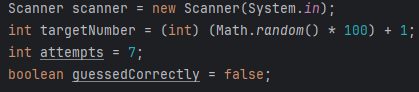 Scanner scanner = new Scanner(System.in);
int targetNumber = (int) (Math.random() * 100) + 1;
int attempts = 7;
boolean guessedCorrectly = false;